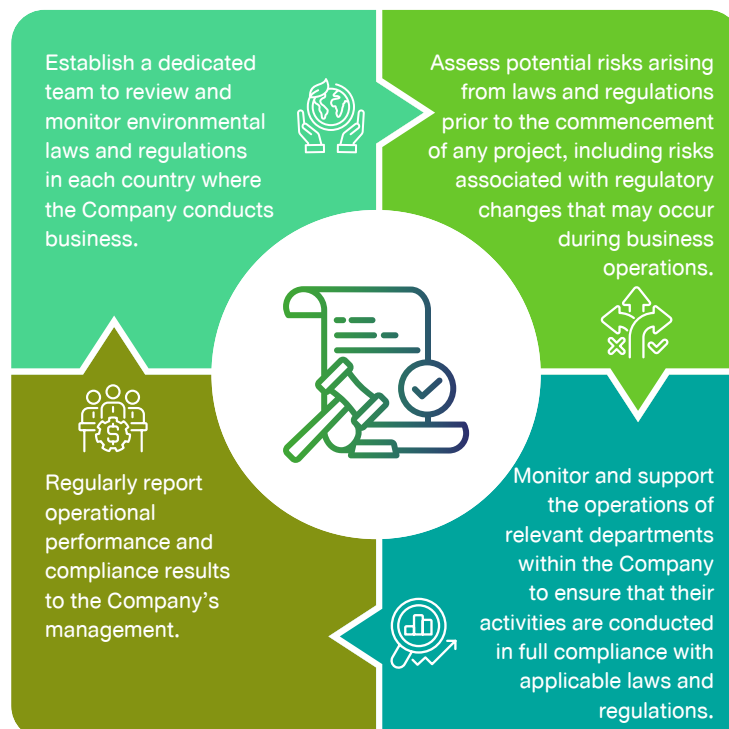 Establish a dedicated
team to review and
monitor environmental
laws and regulations
in each country where
the Company conducts
business.
Assess potential risks arising
from laws and regulations
prior to the commencement
of any project, including risks
associated with regulatory
changes that may occur
during business
operations.
Monitor and support
the operations of
relevant departments
within the Company
to ensure that their
activities are conducted
in full compliance with
applicable laws and
regulations.
Regularly report
operational
performance and
compliance results
to the Company’s
management.